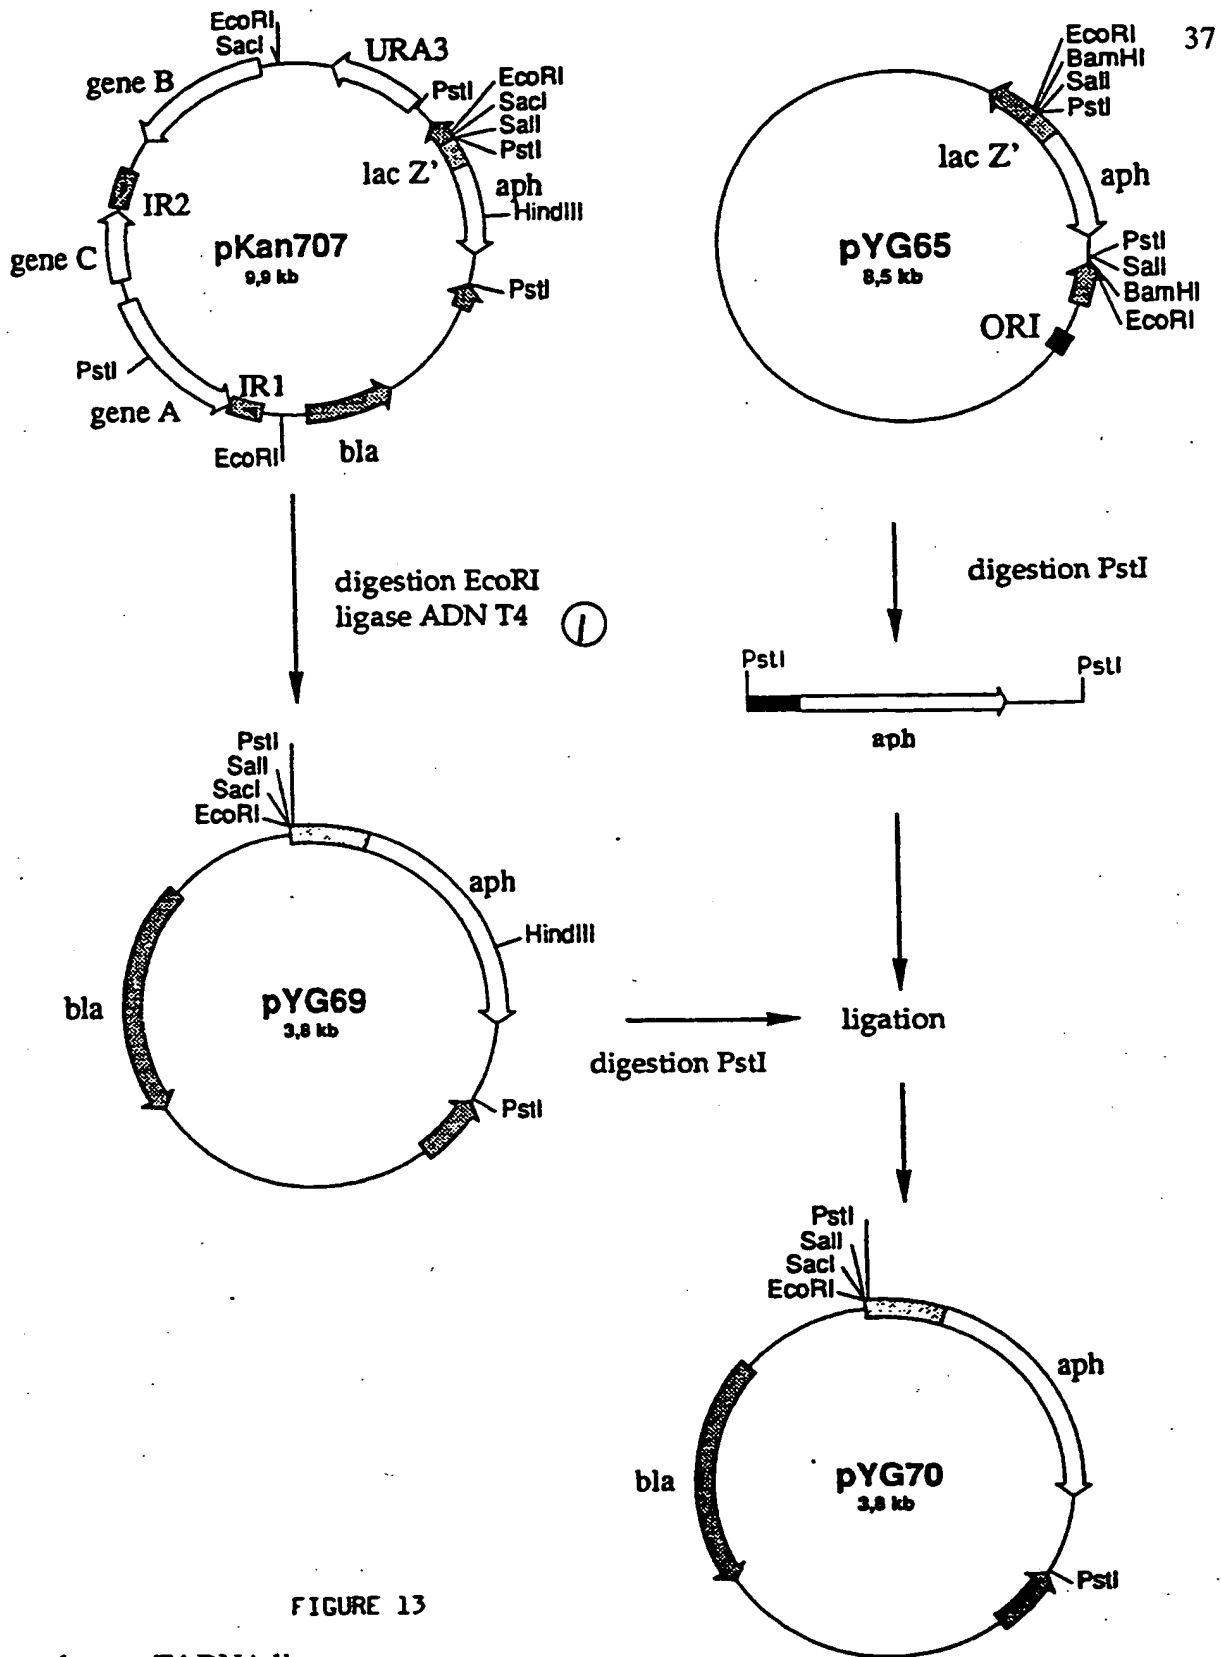 37
EcoRI
SacI
URA3
gene B
PstI
EcoRI
SacI
SalI
PstI
lac Z'
aph
HindIII
IR2
pKan707
9,9 kb
gene C
PstI
PstI
gene A
IR1
EcoRI
bla
EcoRI
BamHI
SalI
PstI
lac Z'
aph
pYG65
8,5 kb
PstI
SalI
BamHI
EcoRI
ORI
digestion EcoRI
ligase ADN T4
1
digestion PstI
PstI
PstI
aph
PstI
SalI
SacI
EcoRI
aph
HindIII
bla
pYG69
3,8 kb
PstI
digestion PstI
ligation
PstI
SalI
SacI
EcoRI
aph
bla
pYG70
3,8 kb
PstI
FIGURE 13